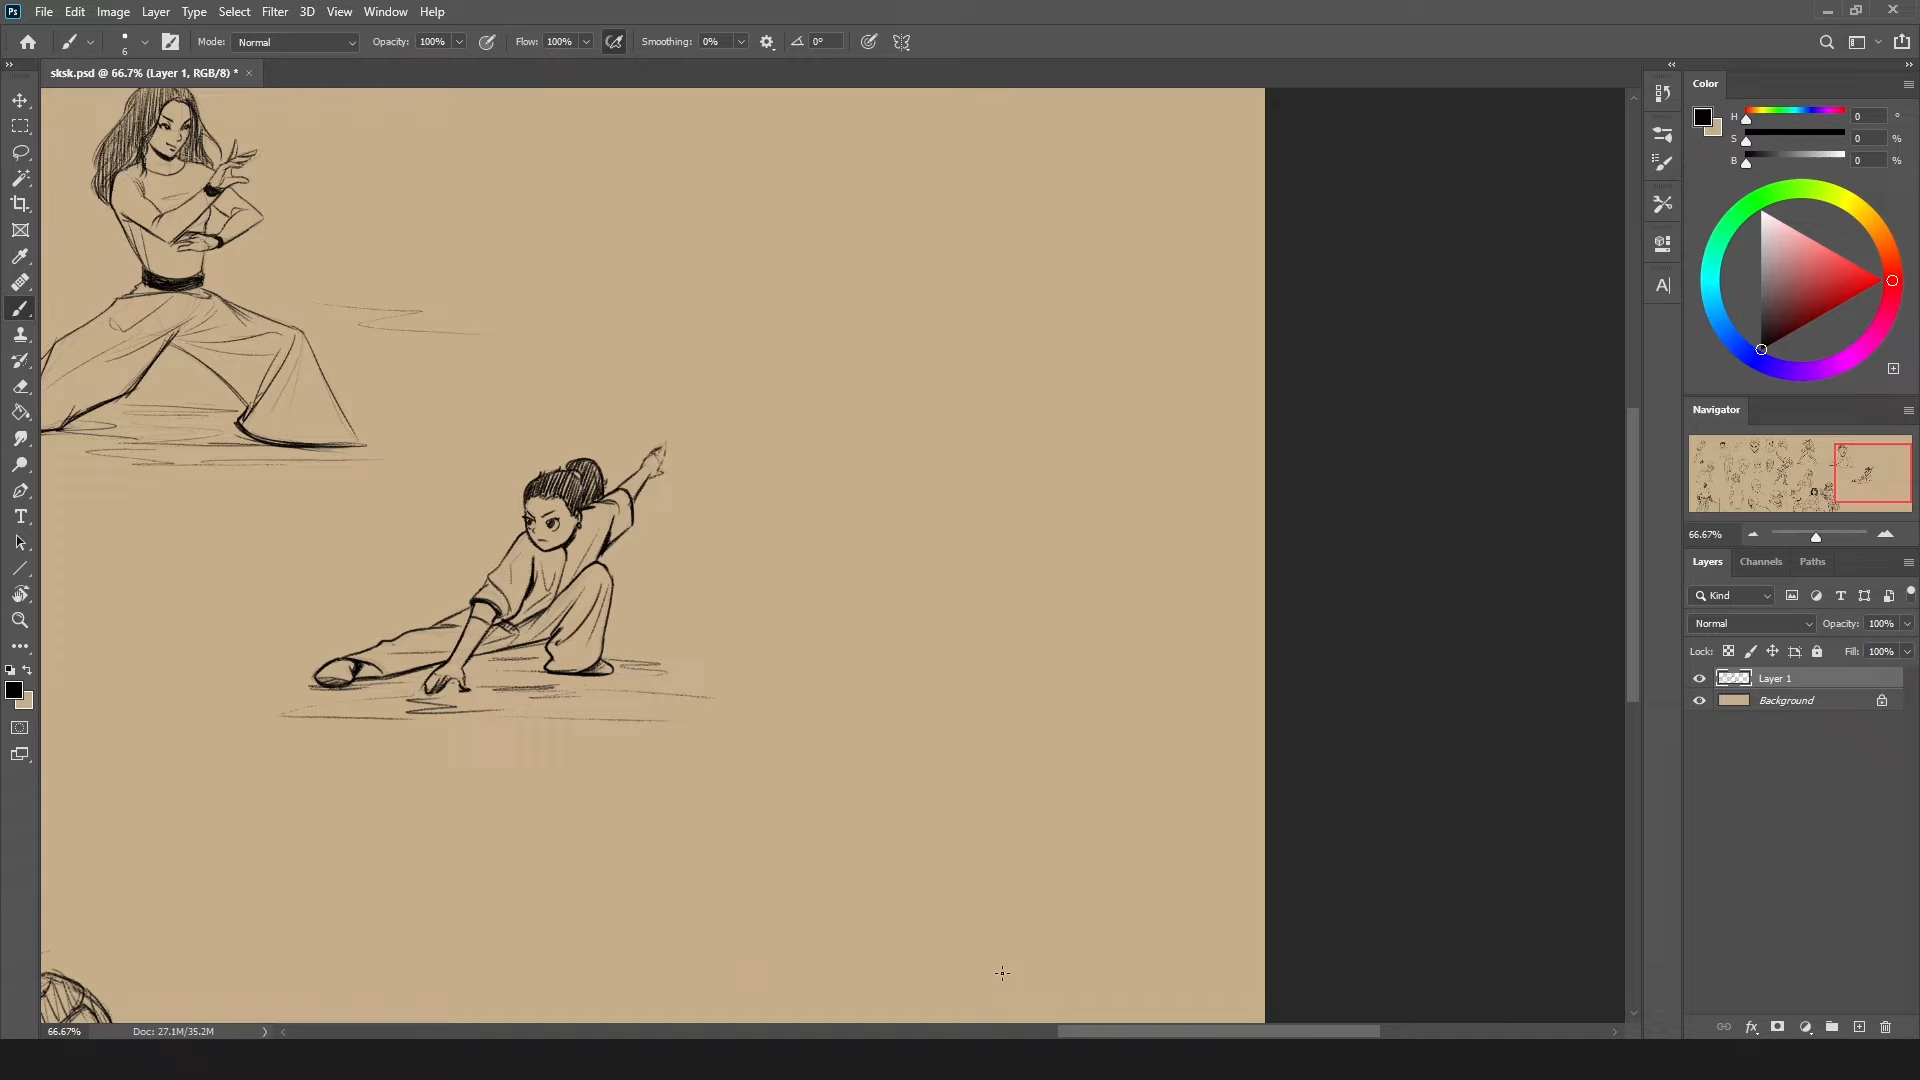 Ps File Edit Image Layer Type Select Filter 3D View Window Help
6 Mode: Normal Opacity: 100% Flow: 100% Smoothing: 0% 0°
sksk.psd @ 66.7% (Layer 1, RGB/8) * ×
Color
H 0 °
S 0 %
B 0 %
Navigator
66.67%
Layers Channels Paths
Kind
Normal Opacity: 100%
Lock: Fill: 100%
Layer 1
Background
66.67% Doc: 27.1M/35.2M